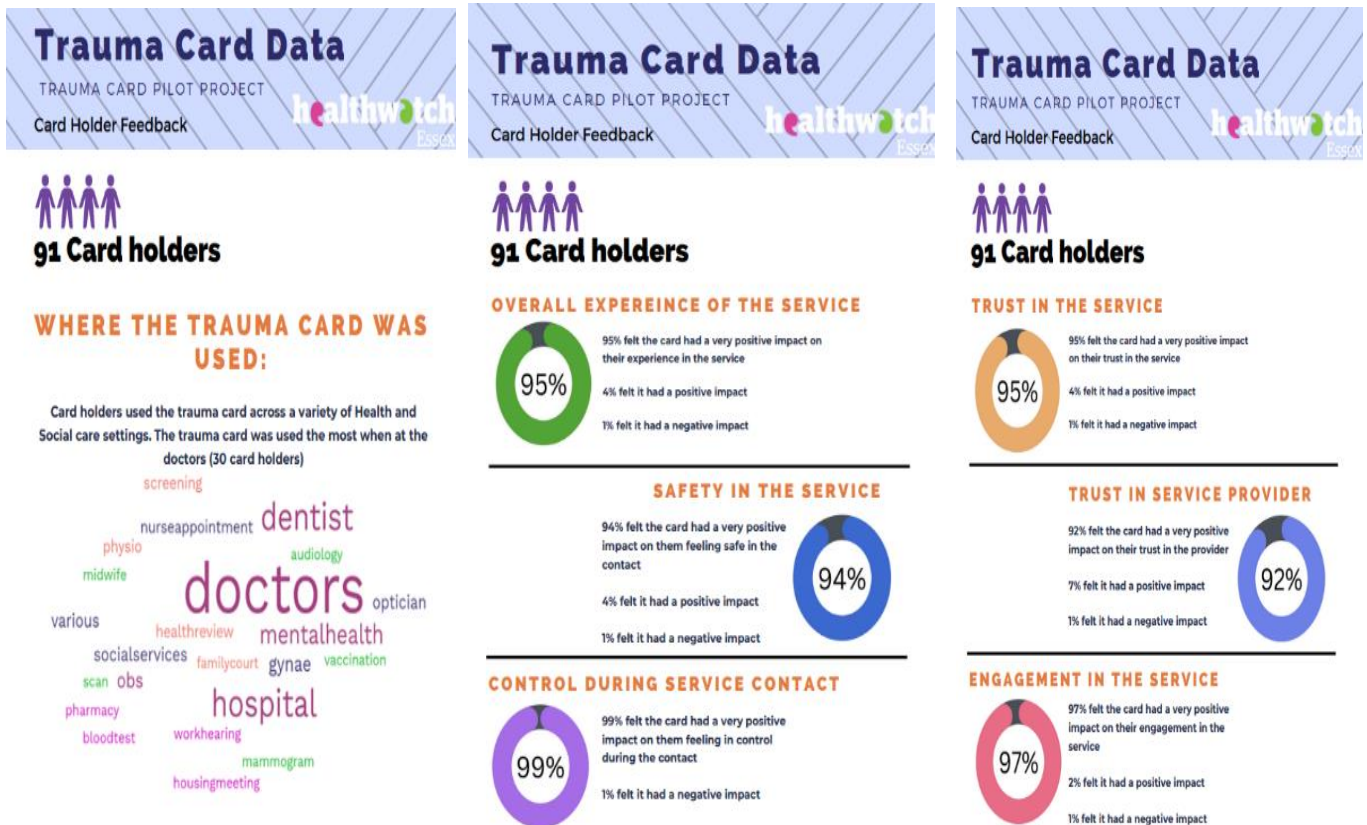 Trauma Card Data
TRAUMA CARD PILOT PROJECT
Card Holder Feedback
healthwatch
Essex
91 Card holders
WHERE THE TRAUMA CARD WAS
USED:
Card holders used the trauma card across a variety of Health and
Social care settings. The trauma card was used the most when at the
doctors (30 card holders)
screening
nurseappointment
dentist
physio
audiology
midwife
doctors
optician
various
healthreview
mentalhealth
socialservices
familycourt
gynae
vaccination
scan
obs
hospital
pharmacy
bloodtest
workhearing
mammogram
housingmeeting
Trauma Card Data
TRAUMA CARD PILOT PROJECT
Card Holder Feedback
healthwatch
Essex
91 Card holders
OVERALL EXPEREINCE OF THE SERVICE
95%
95% felt the card had a very positive impact on
their experience in the service
4% felt it had a positive impact
1% felt it had a negative impact
SAFETY IN THE SERVICE
94% felt the card had a very positive
impact on them feeling safe in the
contact
4% felt it had a positive impact
1% felt it had a negative impact
94%
CONTROL DURING SERVICE CONTACT
99%
99% felt the card had a very positive
impact on them feeling in control
during the contact
1% felt it had a negative impact
Trauma Card Data
TRAUMA CARD PILOT PROJECT
Card Holder Feedback
healthwatch
Essex
91 Card holders
TRUST IN THE SERVICE
95%
95% felt the card had a very positive impact
on their trust in the service
4% felt it had a positive impact
1% felt it had a negative impact
TRUST IN SERVICE PROVIDER
92% felt the card had a very positive
impact on their trust in the provider
7% felt it had a positive impact
1% felt it had a negative impact
92%
ENGAGEMENT IN THE SERVICE
97%
97% felt the card had a very positive
impact on their engagement in the
service
2% felt it had a positive impact
1% felt it had a negative impact